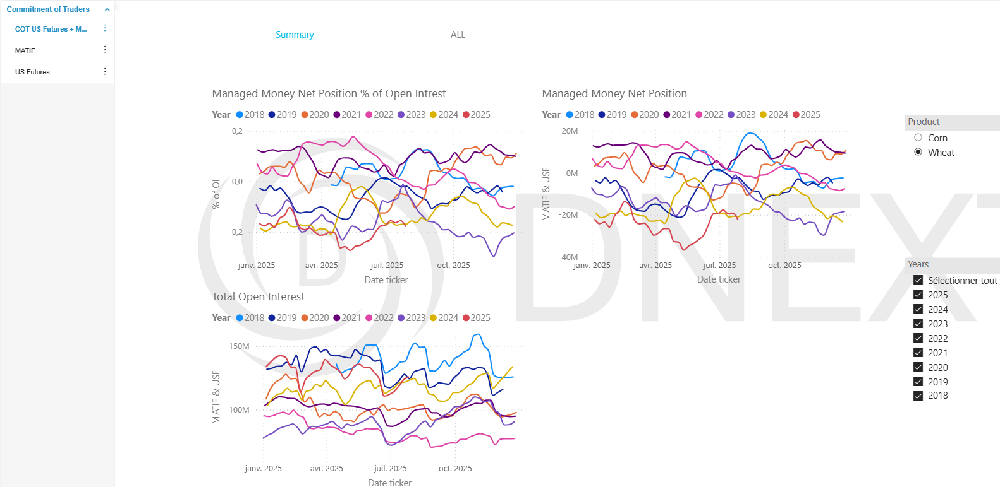 Commitment of Traders
COT US Futures + M...
MATIF
US Futures
Summary
ALL
Managed Money Net Position % of Open Intrest
Year 2018 2019 2020 2021 2022 2023 2024 2025
0,2
0,0
-0,2
% of OI
janv. 2025 avr. 2025 juil. 2025 oct. 2025
Date ticker
Managed Money Net Position
Year 2018 2019 2020 2021 2022 2023 2024 2025
20M
0M
-20M
-40M
MATIF & USF
janv. 2025 avr. 2025 juil. 2025 oct. 2025
Date ticker
Total Open Interest
Year 2018 2019 2020 2021 2022 2023 2024 2025
150M
100M
MATIF & USF
janv. 2025 avr. 2025 juil. 2025 oct. 2025
Date ticker
Product
Corn
Wheat
Years
Sélectionner tout
2025
2024
2023
2022
2021
2020
2019
2018
D DNEXT